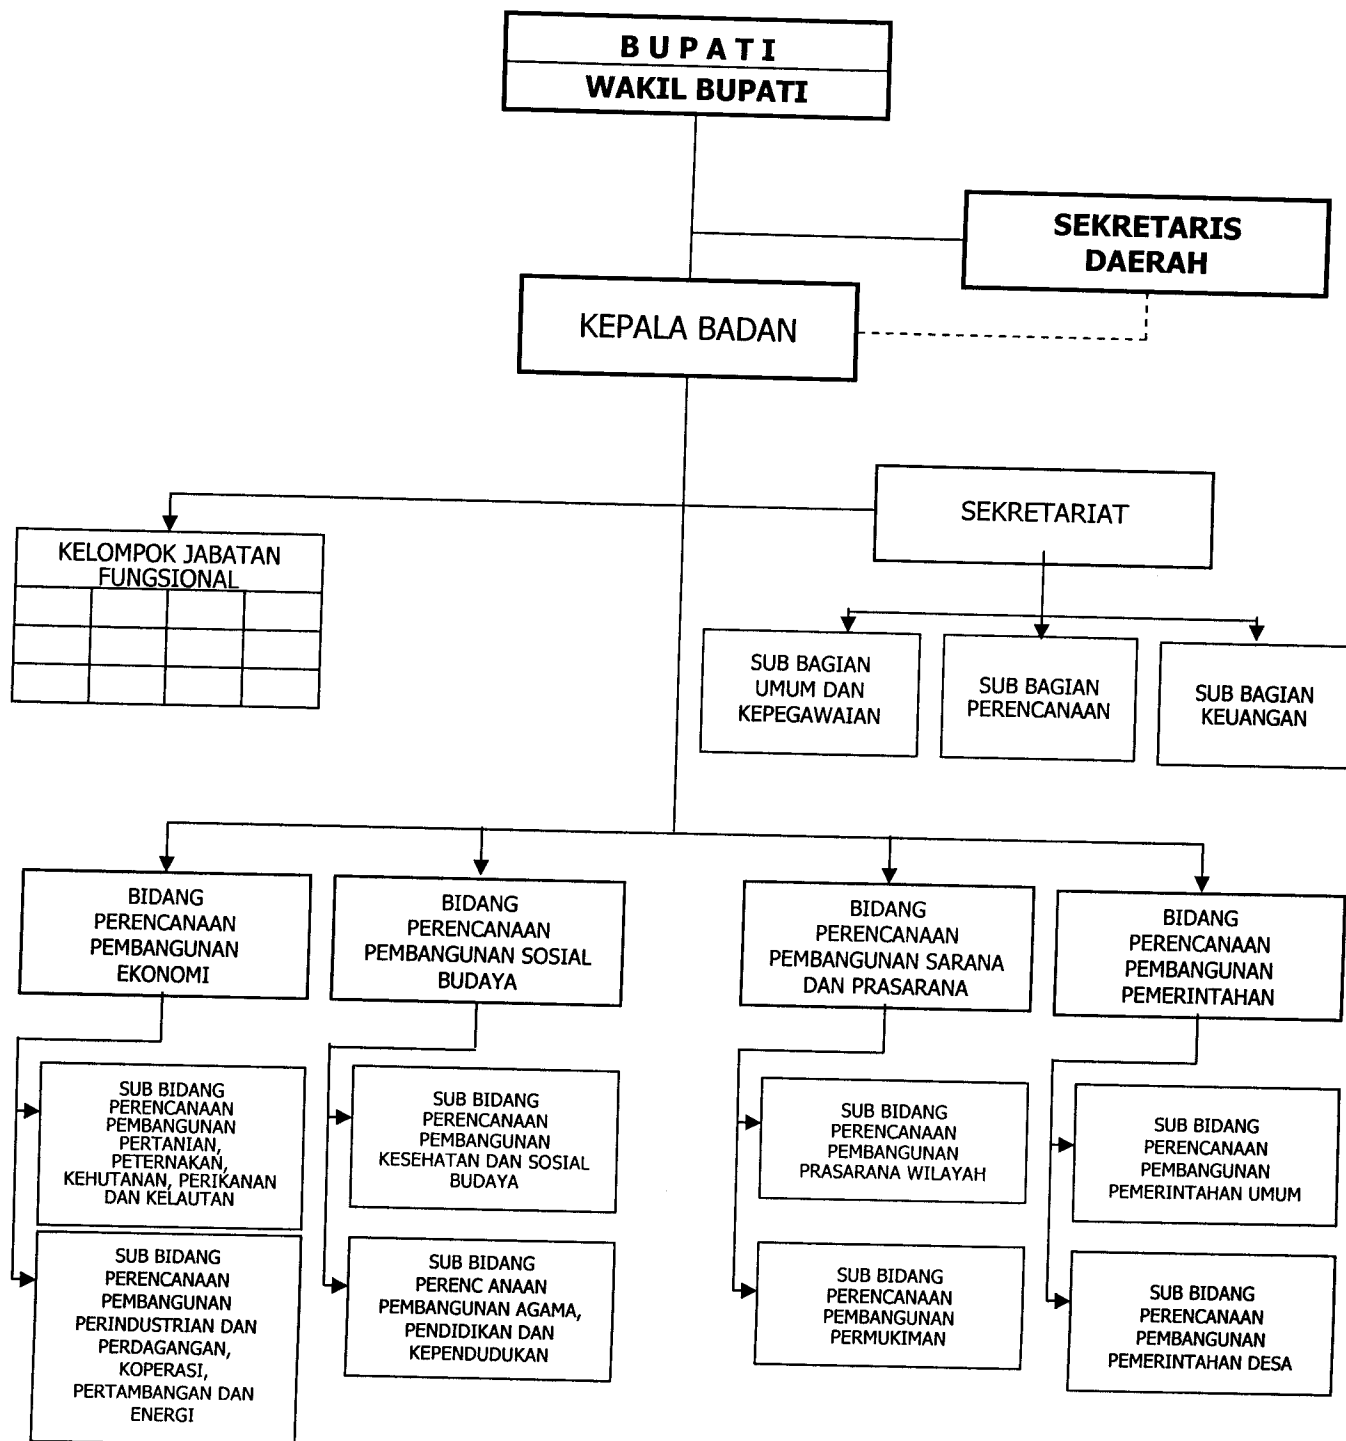 B U P A T I
WAKIL BUPATI
SEKRETARIS
DAERAH
KEPALA BADAN
SEKRETARIAT
KELOMPOK JABATAN
FUNGSIONAL
SUB BAGIAN
UMUM DAN
KEPEGAWAIAN
SUB BAGIAN
PERENCANAAN
SUB BAGIAN
KEUANGAN
BIDANG
PERENCANAAN
PEMBANGUNAN
EKONOMI
BIDANG
PERENCANAAN
PEMBANGUNAN SOSIAL
BUDAYA
BIDANG
PERENCANAAN
PEMBANGUNAN SARANA
DAN PRASARANA
BIDANG
PERENCANAAN
PEMBANGUNAN
PEMERINTAHAN
SUB BIDANG
PERENCANAAN
PEMBANGUNAN
PERTANIAN,
PETERNAKAN,
KEHUTANAN, PERIKANAN
DAN KELAUTAN
SUB BIDANG
PERENCANAAN
PEMBANGUNAN
KESEHATAN DAN SOSIAL
BUDAYA
SUB BIDANG
PERENCANAAN
PEMBANGUNAN
PRASARANA WILAYAH
SUB BIDANG
PERENCANAAN
PEMBANGUNAN
PEMERINTAHAN UMUM
SUB BIDANG
PERENCANAAN
PEMBANGUNAN
PERINDUSTRIAN DAN
PERDAGANGAN,
KOPERASI,
PERTAMBANGAN DAN
ENERGI
SUB BIDANG
PERENC ANAAN
PEMBANGUNAN AGAMA,
PENDIDIKAN DAN
KEPENDUDUKAN
SUB BIDANG
PERENCANAAN
PEMBANGUNAN
PERMUKIMAN
SUB BIDANG
PERENCANAAN
PEMBANGUNAN
PEMERINTAHAN DESA